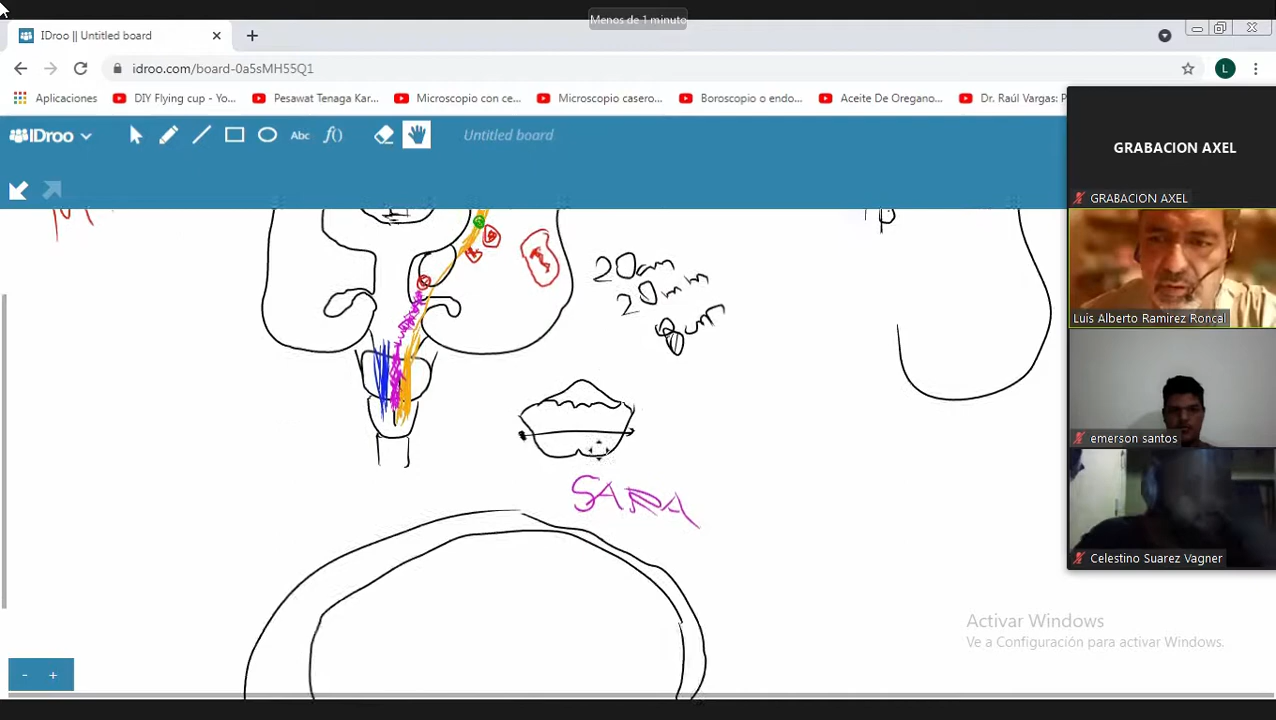 Menos de 1 minuto
IDroo || Untitled board
idroo.com/board-0a5sMH55Q1
L
Aplicaciones
DIY Flying cup - Yo...
Pesawat Tenaga Kar...
Microscopio con ce...
Microscopio casero...
Boroscopio o endo...
Aceite De Oregano...
Dr. Raúl Vargas: P
IDroo
Abc
f()
Untitled board
GRABACION AXEL
GRABACION AXEL
Luis Alberto Ramirez Roncal
emerson santos
Celestino Suarez Vagner
M
P
20am
20mm
SARA
Activar Windows
Ve a Configuración para activar Windows.
- +